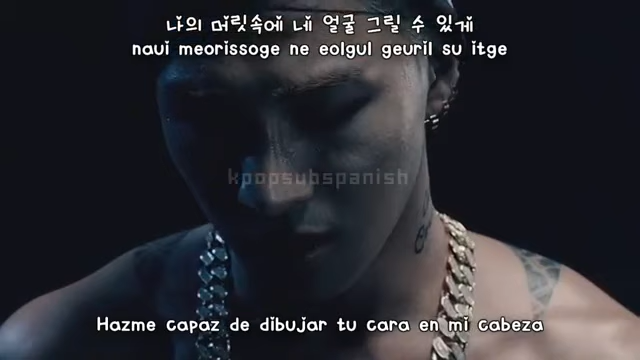 나의 머릿속에 네 얼굴 그릴 수 있게
naui meorissoge ne eolgul geuril su itge
kpopsubspanish
Hazme capaz de dibujar tu cara en mi cabeza